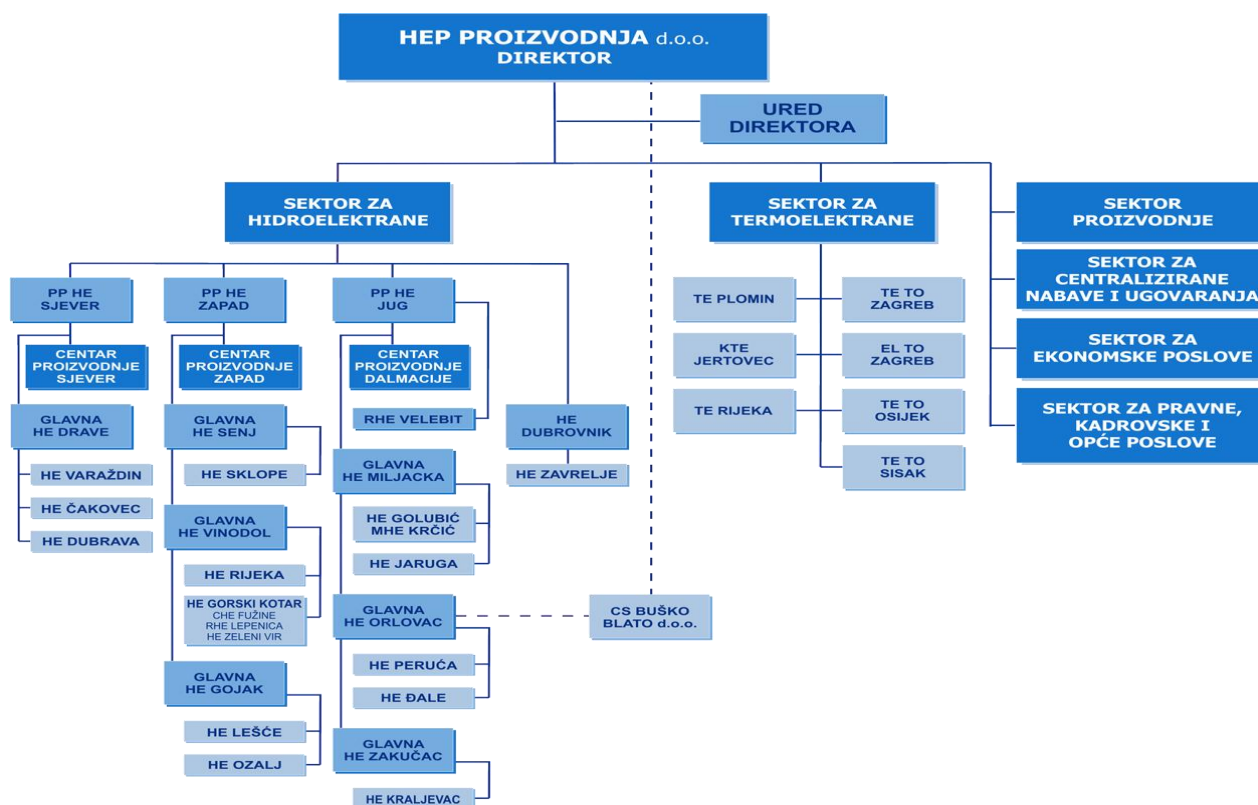 HEP PROIZVODNJA d.o.o.
DIREKTOR
URED
DIREKTORA
SEKTOR ZA
HIDROELEKTRANE
SEKTOR ZA
TERMOELEKTRANE
SEKTOR
PROIZVODNJE
SEKTOR ZA
CENTRALIZIRANE
NABAVE I UGOVARANJA
SEKTOR ZA
EKONOMSKE POSLOVE
SEKTOR ZA PRAVNE,
KADROVSKE I
OPĆE POSLOVE
PP HE
SJEVER
CENTAR
PROIZVODNJE
SJEVER
GLAVNA
HE DRAVE
HE VARAŽDIN
HE ČAKOVEC
HE DUBRAVA
PP HE
ZAPAD
CENTAR
PROIZVODNJE
ZAPAD
GLAVNA
HE SENJ
HE SKLOPE
GLAVNA
HE VINODOL
HE RIJEKA
HE GORSKI KOTAR
CHE FUŽINE
RHE LEPENICA
HE ZELENI VIR
GLAVNA
HE GOJAK
HE LEŠĆE
HE OZALJ
PP HE
JUG
CENTAR
PROIZVODNJE
DALMACIJE
RHE VELEBIT
GLAVNA
HE MILJACKA
HE GOLUBIĆ
MHE KRČIĆ
HE JARUGA
GLAVNA
HE ORLOVAC
HE PERUĆA
HE ĐALE
GLAVNA
HE ZAKUČAC
HE KRALJEVAC
HE
DUBROVNIK
HE ZAVRELJE
CS BUŠKO
BLATO d.o.o.
TE PLOMIN
TE TO
ZAGREB
KTE
JERTOVEC
EL TO
ZAGREB
TE RIJEKA
TE TO
OSIJEK
TE TO
SISAK